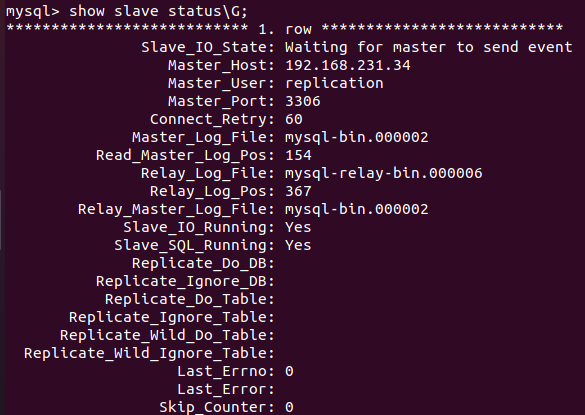 mysql> show slave status\G;
*************************** 1. row ***************************
Slave_IO_State: Waiting for master to send event
Master_Host: 192.168.231.34
Master_User: replication
Master_Port: 3306
Connect_Retry: 60
Master_Log_File: mysql-bin.000002
Read_Master_Log_Pos: 154
Relay_Log_File: mysql-relay-bin.000006
Relay_Log_Pos: 367
Relay_Master_Log_File: mysql-bin.000002
Slave_IO_Running: Yes
Slave_SQL_Running: Yes
Replicate_Do_DB:
Replicate_Ignore_DB:
Replicate_Do_Table:
Replicate_Ignore_Table:
Replicate_Wild_Do_Table:
Replicate_Wild_Ignore_Table:
Last_Errno: 0
Last_Error:
Skip_Counter: 0